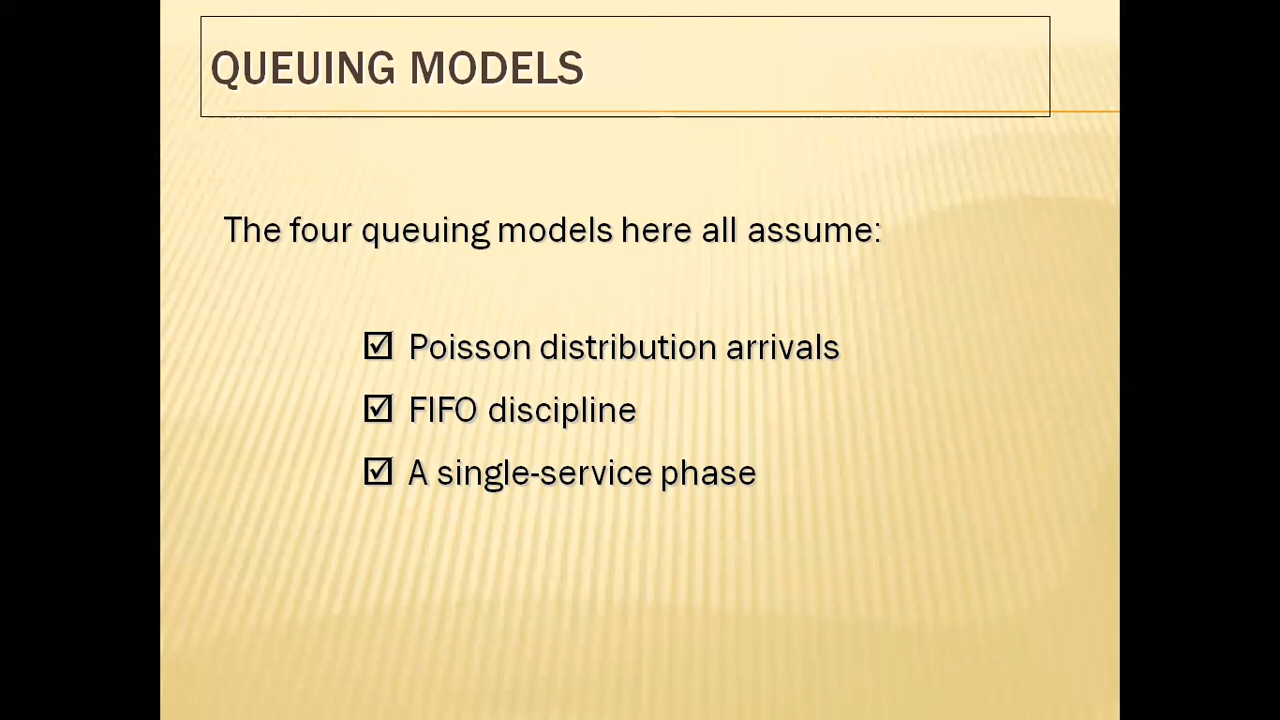 QUEUING MODELS
The four queuing models here all assume:
☑ Poisson distribution arrivals
☑ FIFO discipline
☑ A single-service phase